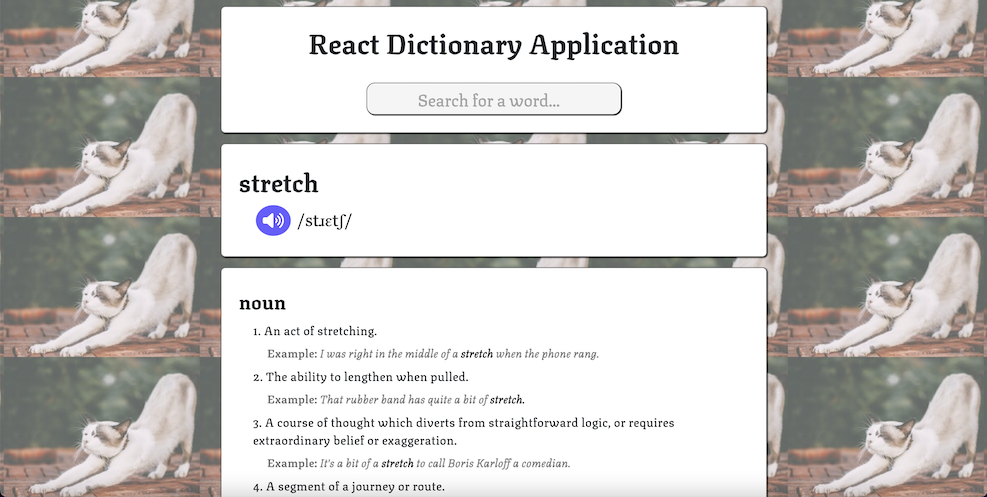 React Dictionary Application
Search for a word...
stretch
/stɹɛtʃ/
noun
1. An act of stretching.
Example: I was right in the middle of a stretch when the phone rang.
2. The ability to lengthen when pulled.
Example: That rubber band has quite a bit of stretch.
3. A course of thought which diverts from straightforward logic, or requires
extraordinary belief or exaggeration.
Example: It's a bit of a stretch to call Boris Karloff a comedian.
4. A segment of a journey or route.